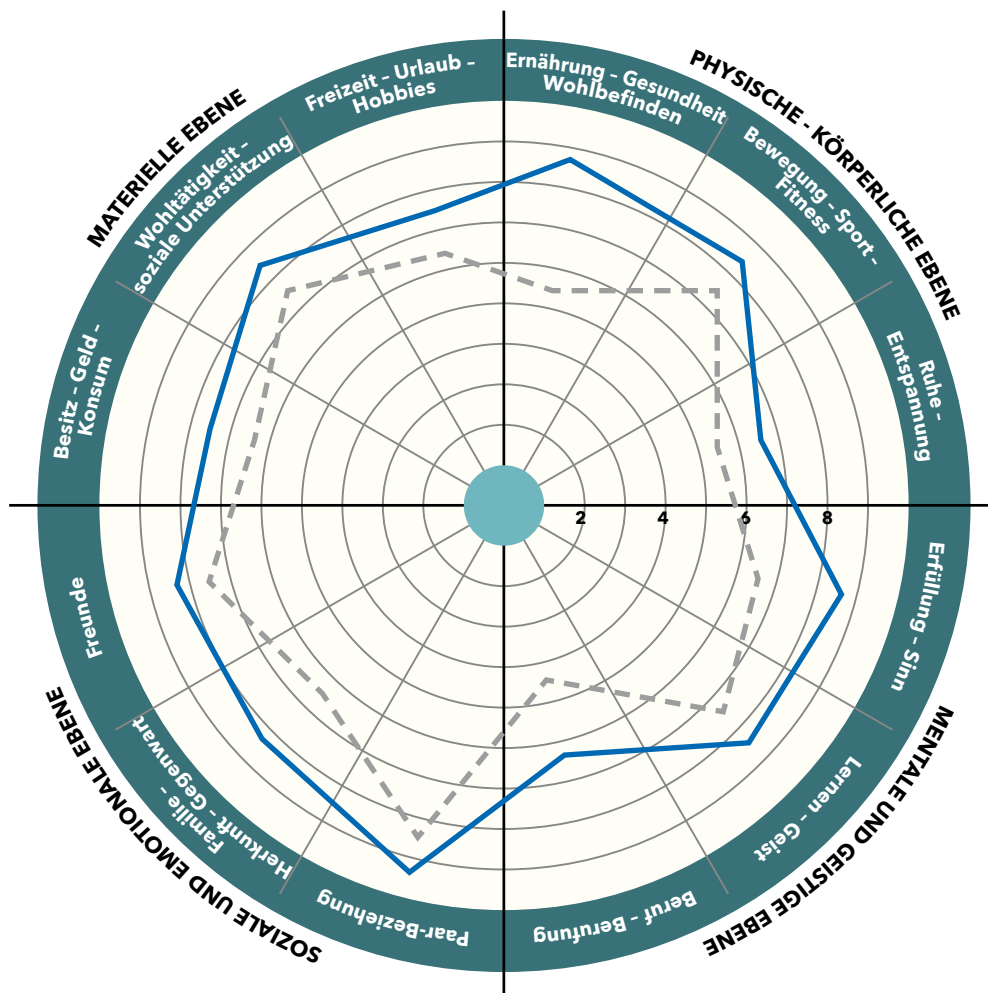 PHYSISCHE - KÖRPERLICHE EBENE
Ernährung - Gesundheit
Wohlbefinden
Bewegung - Sport -
Fitness
Ruhe -
Entspannung
2 4 6 8
MENTALE UND GEISTIGE EBENE
Erfüllung - Sinn
Lernen - Geist
Beruf - Berufung
SOZIALE UND EMOTIONALE EBENE
Paar-Beziehung
Familie -
Herkunft - Gegenwart
Freunde
MATERIELLE EBENE
Besitz - Geld -
Konsum
Wohltätigkeit -
soziale Unterstützung
Freizeit - Urlaub -
Hobbies